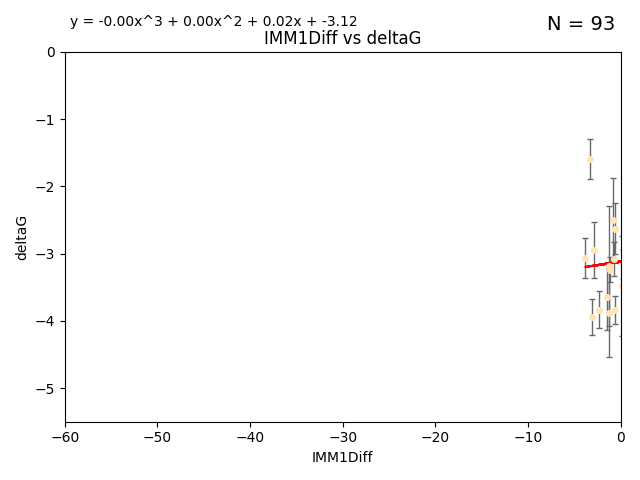 y = -0.00x^3 + 0.00x^2 + 0.02x + -3.12
N = 93
IMM1Diff vs deltaG
0
−1
−2
−3
−4
−5
deltaG
−60 −50 −40 −30 −20 −10 0
IMM1Diff